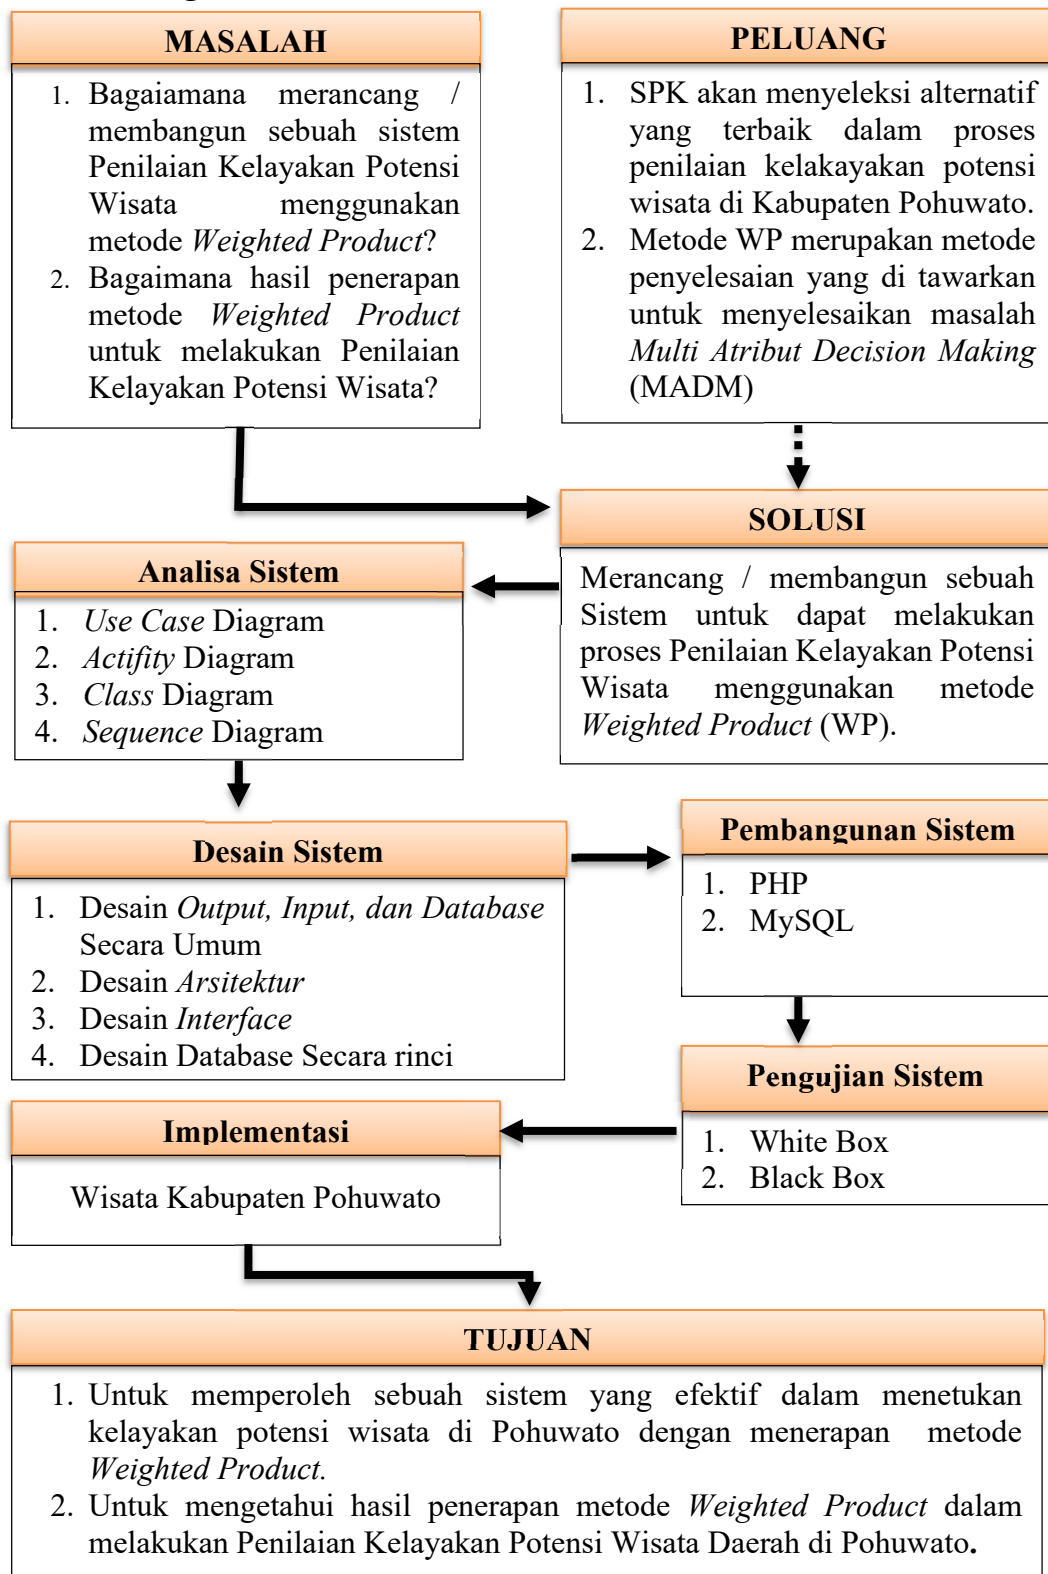 MASALAH
1. Bagaiamana merancang /
membangun sebuah sistem
Penilaian Kelayakan Potensi
Wisata menggunakan
metode Weighted Product?
2. Bagaimana hasil penerapan
metode Weighted Product
untuk melakukan Penilaian
Kelayakan Potensi Wisata?
PELUANG
1. SPK akan menyeleksi alternatif
yang terbaik dalam proses
penilaian kelakayakan potensi
wisata di Kabupaten Pohuwato.
2. Metode WP merupakan metode
penyelesaian yang di tawarkan
untuk menyelesaikan masalah
Multi Atribut Decision Making
(MADM)
SOLUSI
Merancang / membangun sebuah
Sistem untuk dapat melakukan
proses Penilaian Kelayakan Potensi
Wisata menggunakan metode
Weighted Product (WP).
Analisa Sistem
1. Use Case Diagram
2. Actifity Diagram
3. Class Diagram
4. Sequence Diagram
Desain Sistem
1. Desain Output, Input, dan Database
Secara Umum
2. Desain Arsitektur
3. Desain Interface
4. Desain Database Secara rinci
Pembangunan Sistem
1. PHP
2. MySQL
Pengujian Sistem
1. White Box
2. Black Box
Implementasi
Wisata Kabupaten Pohuwato
TUJUAN
1. Untuk memperoleh sebuah sistem yang efektif dalam menetukan
kelayakan potensi wisata di Pohuwato dengan menerapan metode
Weighted Product.
2. Untuk mengetahui hasil penerapan metode Weighted Product dalam
melakukan Penilaian Kelayakan Potensi Wisata Daerah di Pohuwato.